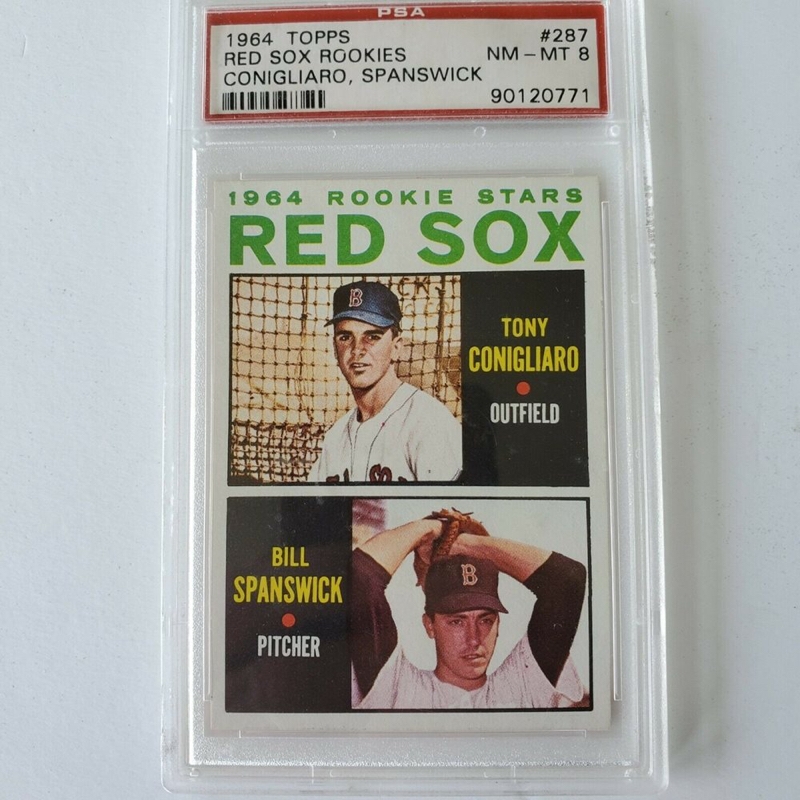 PSA
1964 TOPPS #287
RED SOX ROOKIES NM - MT 8
CONIGLIARO, SPANSWICK
90120771
1964 ROOKIE STARS
RED SOX
B
TONY
CONIGLIARO
OUTFIELD
BILL
SPANSWICK
PITCHER
B